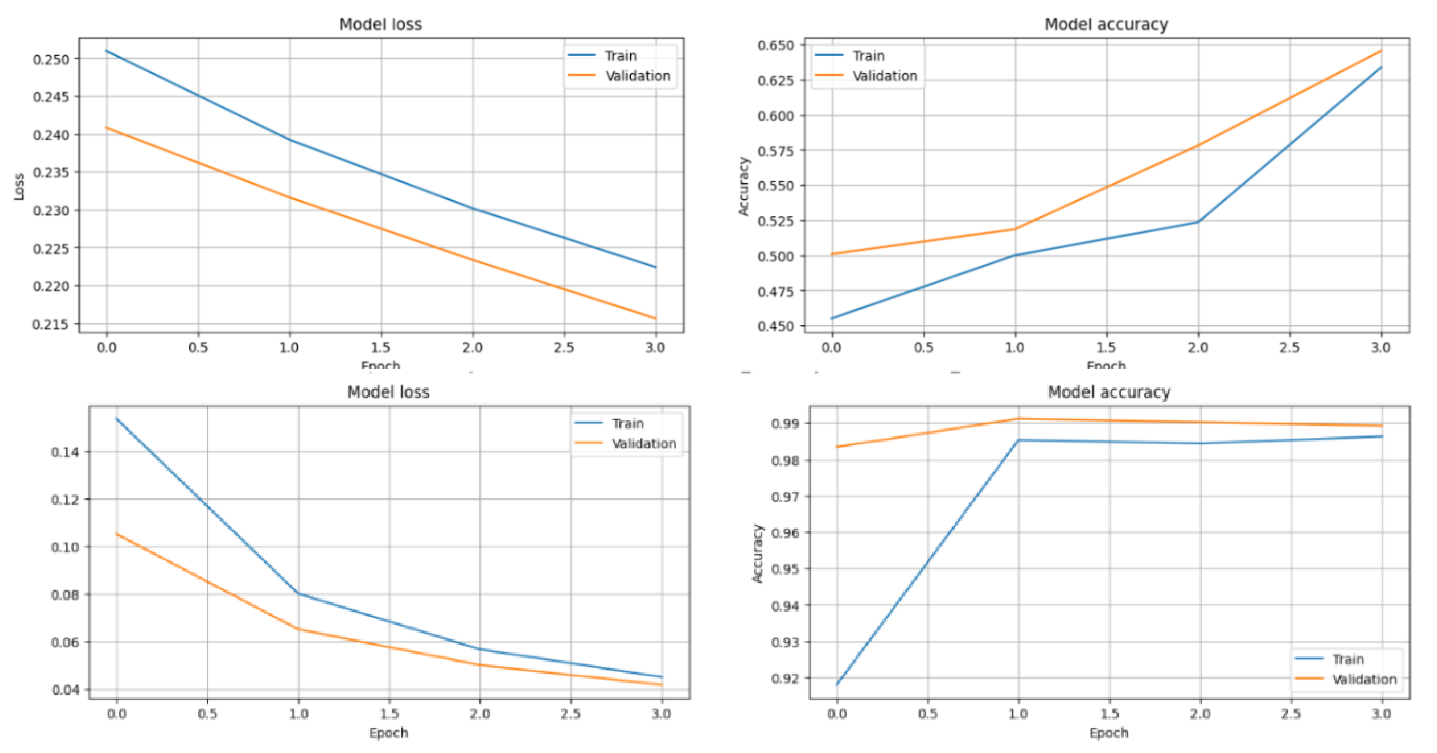 Model loss
Train
Validation
0.250
0.245
0.240
0.235
0.230
0.225
0.220
0.215
Loss
0.0 0.5 1.0 1.5 2.0 2.5 3.0
Epoch
Model accuracy
Train
Validation
0.650
0.625
0.600
0.575
0.550
0.525
0.500
0.475
0.450
Accuracy
0.0 0.5 1.0 1.5 2.0 2.5 3.0
Epoch
Model loss
Train
Validation
0.14
0.12
0.10
0.08
0.06
0.04
0.0 0.5 1.0 1.5 2.0 2.5 3.0
Epoch
Model accuracy
0.99
0.98
0.97
0.96
0.95
0.94
0.93
0.92
Accuracy
Train
Validation
0.0 0.5 1.0 1.5 2.0 2.5 3.0
Epoch